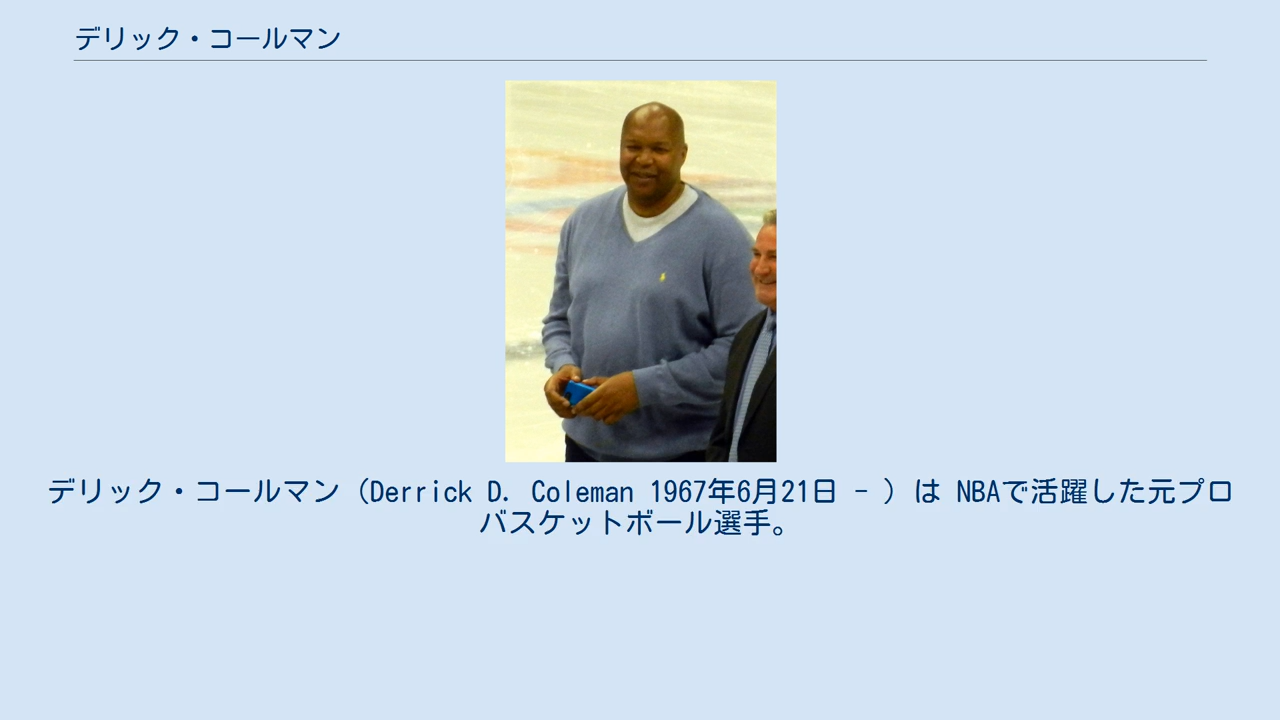 デリック・コールマン
デリック・コールマン（Derrick D. Coleman 1967年6月21日 - ）は NBAで活躍した元プロ
バスケットボール選手。